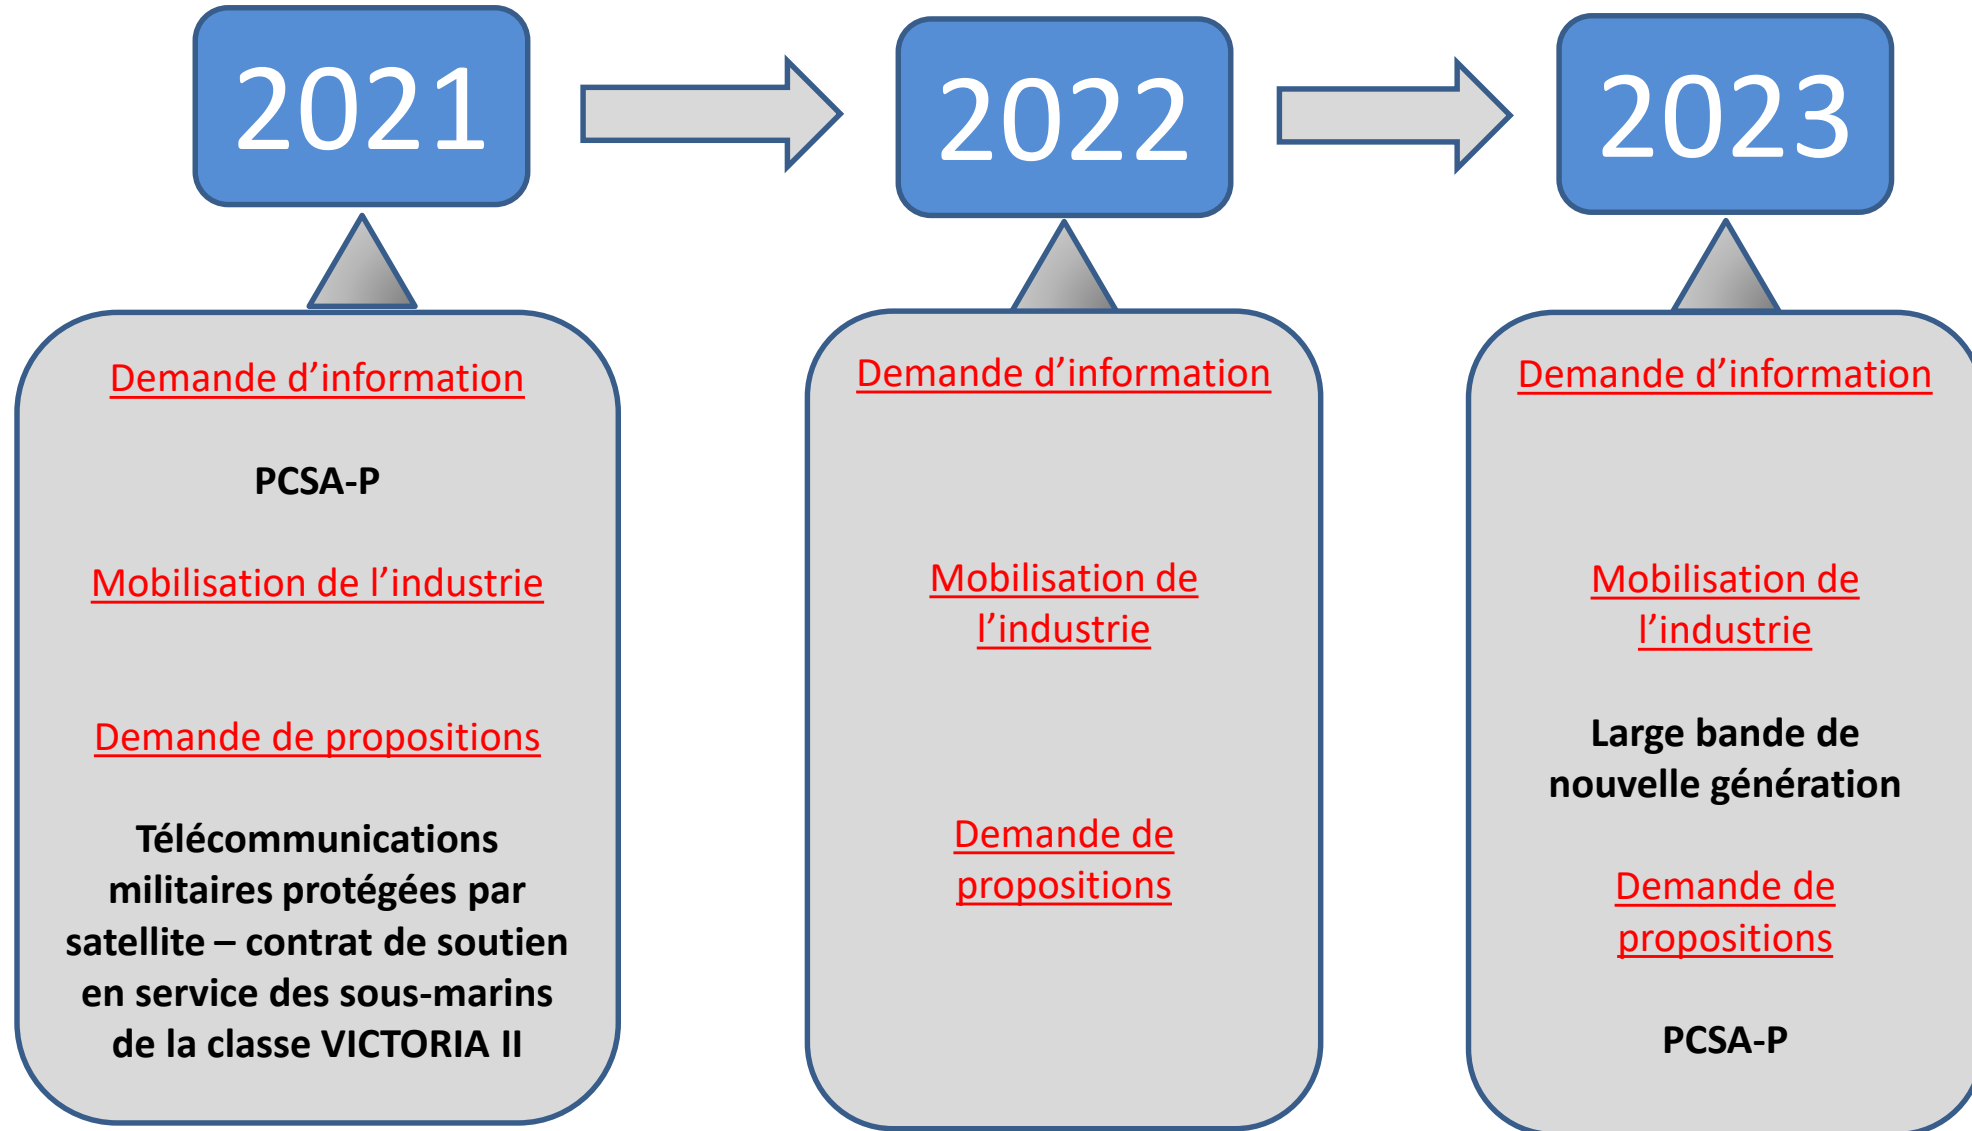 2021
Demande d’information
PCSA-P
Mobilisation de l’industrie
Demande de propositions
Télécommunications
militaires protégées par
satellite – contrat de soutien
en service des sous-marins
de la classe VICTORIA II
2022
Demande d’information
Mobilisation de
l’industrie
Demande de
propositions
2023
Demande d’information
Mobilisation de
l’industrie
Large bande de
nouvelle génération
Demande de
propositions
PCSA-P